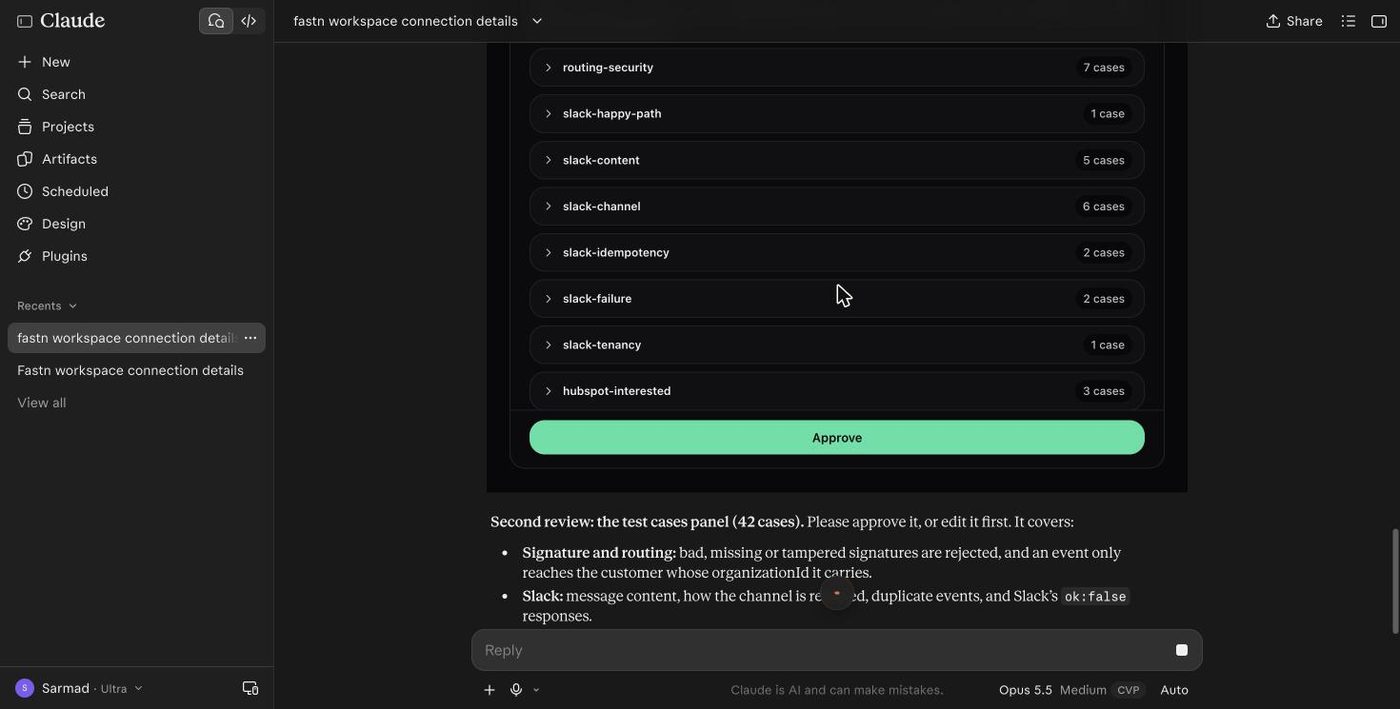 Claude
fastn workspace connection details
Share
New
Search
Projects
Artifacts
Scheduled
Design
Plugins
Recents
fastn workspace connection detail
Fastn workspace connection details
View all
S
Sarmad · Ultra
routing-security
7 cases
slack-happy-path
1 case
slack-content
5 cases
slack-channel
6 cases
slack-idempotency
2 cases
slack-failure
2 cases
slack-tenancy
1 case
hubspot-interested
3 cases
Approve
Second review: the test cases panel (42 cases). Please approve it, or edit it first. It covers:
• Signature and routing: bad, missing or tampered signatures are rejected, and an event only
reaches the customer whose organizationId it carries.
• Slack: message content, how the channel is ed, duplicate events, and Slack’s ok:false
responses.
Reply
Claude is AI and can make mistakes.
Opus 5.5 Medium CVP Auto